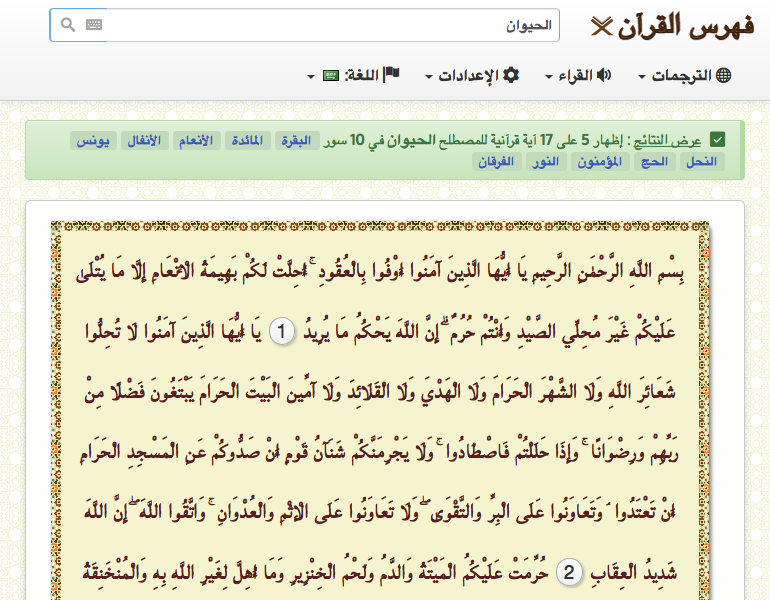 فهرس القرآن
الحيوان
الترجمات القراء الإعدادات اللغة:
عرض النتائج : إظهار 5 على 17 آية قرآنية للمصطلح الحيوان في 10 سور البقرة المائدة الأنعام الأنفال يونس
النحل الحج المؤمنون النور الفرقان
بِسْمِ اللَّهِ الرَّحْمَنِ الرَّحِيمِ يَا أَيُّهَا الَّذِينَ آمَنُوا أَوْفُوا بِالْعُقُودِ ۚ أُحِلَّتْ لَكُمْ بَهِيمَةُ الْأَنْعَامِ إِلَّا مَا يُتْلَىٰ
عَلَيْكُمْ غَيْرَ مُحِلِّي الصَّيْدِ وَأَنْتُمْ حُرُمٌ ۗ إِنَّ اللَّهَ يَحْكُمُ مَا يُرِيدُ 1 يَا أَيُّهَا الَّذِينَ آمَنُوا لَا تُحِلُّوا
شَعَائِرَ اللَّهِ وَلَا الشَّهْرَ الْحَرَامَ وَلَا الْهَدْيَ وَلَا الْقَلَائِدَ وَلَا آمِّينَ الْبَيْتَ الْحَرَامَ يَبْتَغُونَ فَضْلًا مِنْ
رَبِّهِمْ وَرِضْوَانًا ۚ وَإِذَا حَلَلْتُمْ فَاصْطَادُوا ۚ وَلَا يَجْرِمَنَّكُمْ شَنَآنُ قَوْمٍ أَنْ صَدُّوكُمْ عَنِ الْمَسْجِدِ الْحَرَامِ
أَنْ تَعْتَدُوا ۘ وَتَعَاوَنُوا عَلَى الْبِرِّ وَالتَّقْوَى ۖ وَلَا تَعَاوَنُوا عَلَى الْإِثْمِ وَالْعُدْوَانِ ۚ وَاتَّقُوا اللَّهَ ۖ إِنَّ اللَّهَ
شَدِيدُ الْعِقَابِ 2 حُرِّمَتْ عَلَيْكُمُ الْمَيْتَةُ وَالدَّمُ وَلَحْمُ الْخِنْزِيرِ وَمَا أُهِلَّ لِغَيْرِ اللَّهِ بِهِ وَالْمُنْخَنِقَةُ